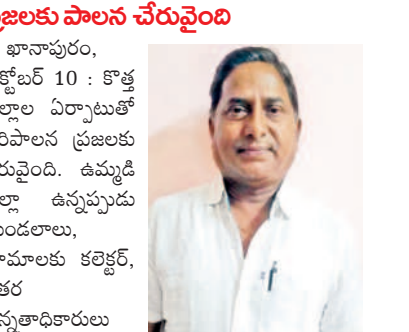 ప్రజలకు పాలన చేరువైంది
ఖానాపురం,
క్టోబర్ 10 : కొత్త
ల్లాల ఏర్పాటుతో
రిపాలన ప్రజలకు
రువైంది. ఉమ్మడి
ల్లా ఉన్నప్పుడు
ండలాలు,
రామాలకు కలెక్టర్,
తర
న్నతాధికారులు